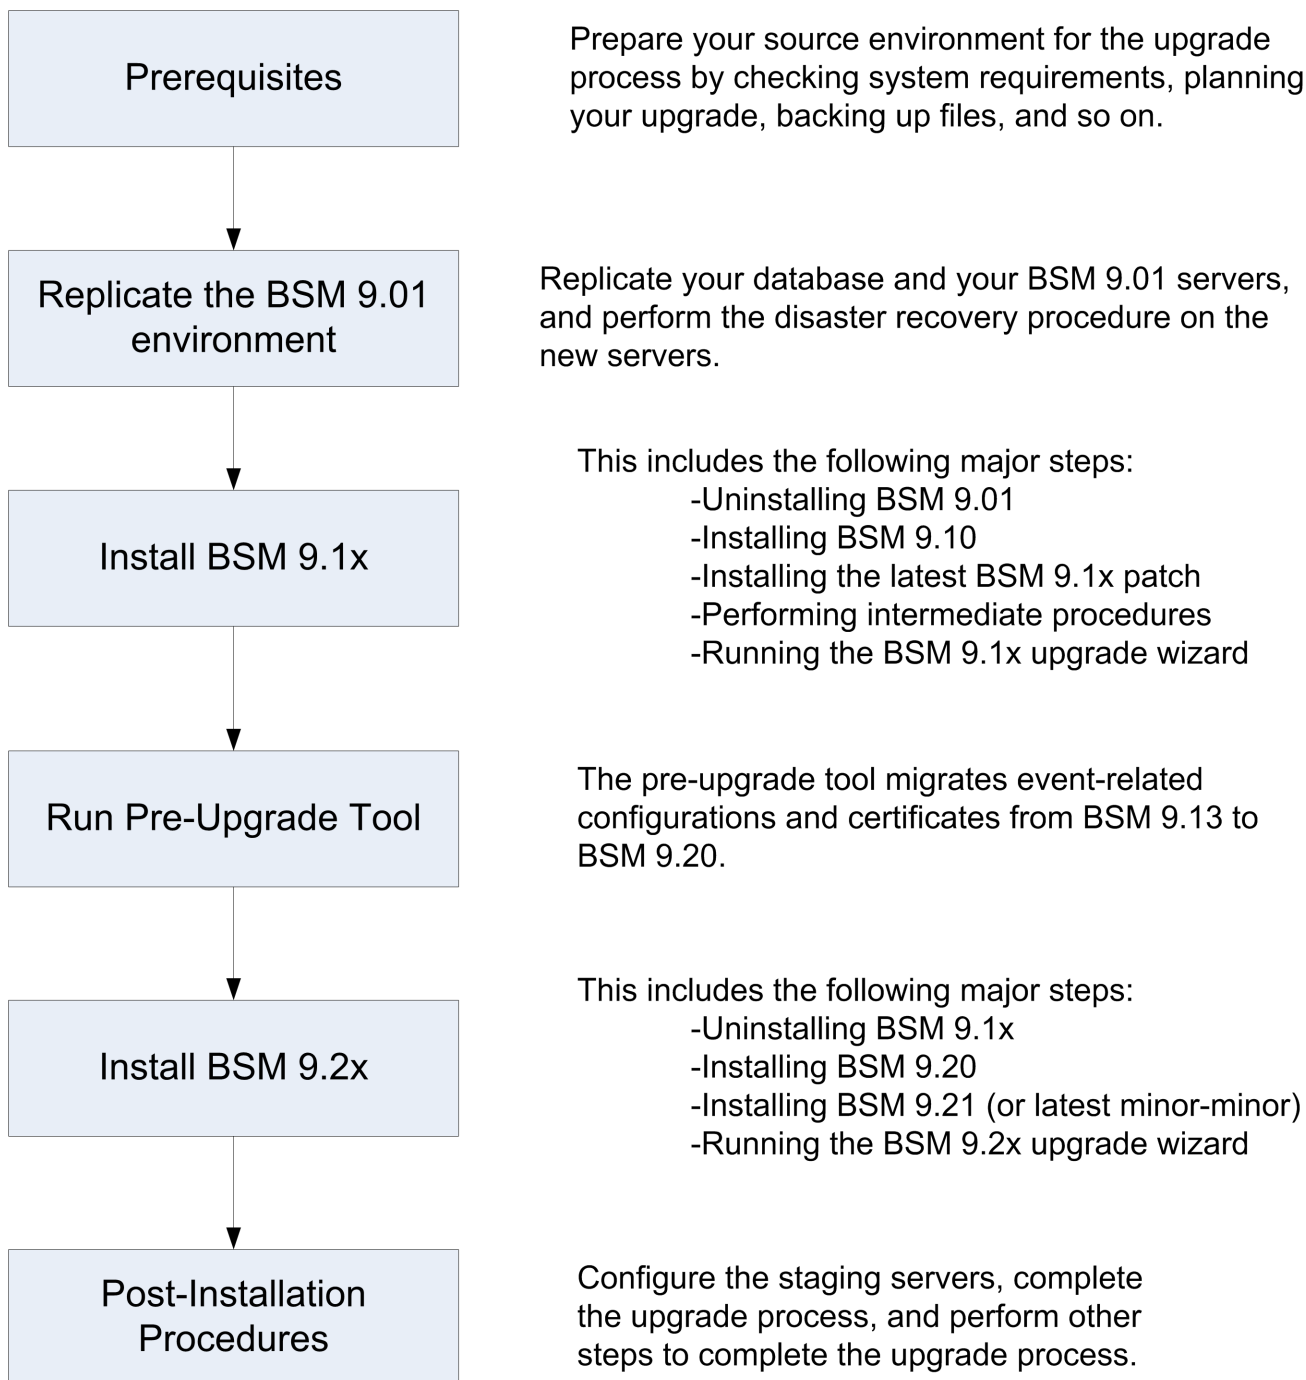 Prerequisites
Prepare your source environment for the upgrade
process by checking system requirements, planning
your upgrade, backing up files, and so on.
Replicate the BSM 9.01
environment
Replicate your database and your BSM 9.01 servers,
and perform the disaster recovery procedure on the
new servers.
Install BSM 9.1x
This includes the following major steps:
-Uninstalling BSM 9.01
-Installing BSM 9.10
-Installing the latest BSM 9.1x patch
-Performing intermediate procedures
-Running the BSM 9.1x upgrade wizard
Run Pre-Upgrade Tool
The pre-upgrade tool migrates event-related
configurations and certificates from BSM 9.13 to
BSM 9.20.
Install BSM 9.2x
This includes the following major steps:
-Uninstalling BSM 9.1x
-Installing BSM 9.20
-Installing BSM 9.21 (or latest minor-minor)
-Running the BSM 9.2x upgrade wizard
Post-Installation
Procedures
Configure the staging servers, complete
the upgrade process, and perform other
steps to complete the upgrade process.